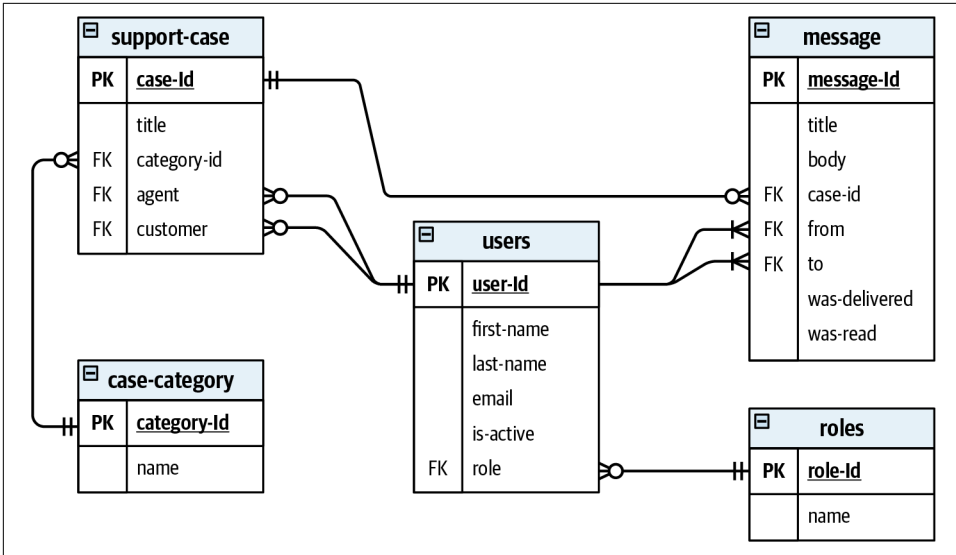 support-case
PK case-Id
title
FK category-id
FK agent
FK customer
message
PK message-Id
title
body
FK case-id
FK from
FK to
was-delivered
was-read
users
PK user-Id
first-name
last-name
email
is-active
FK role
case-category
PK category-Id
name
roles
PK role-Id
name